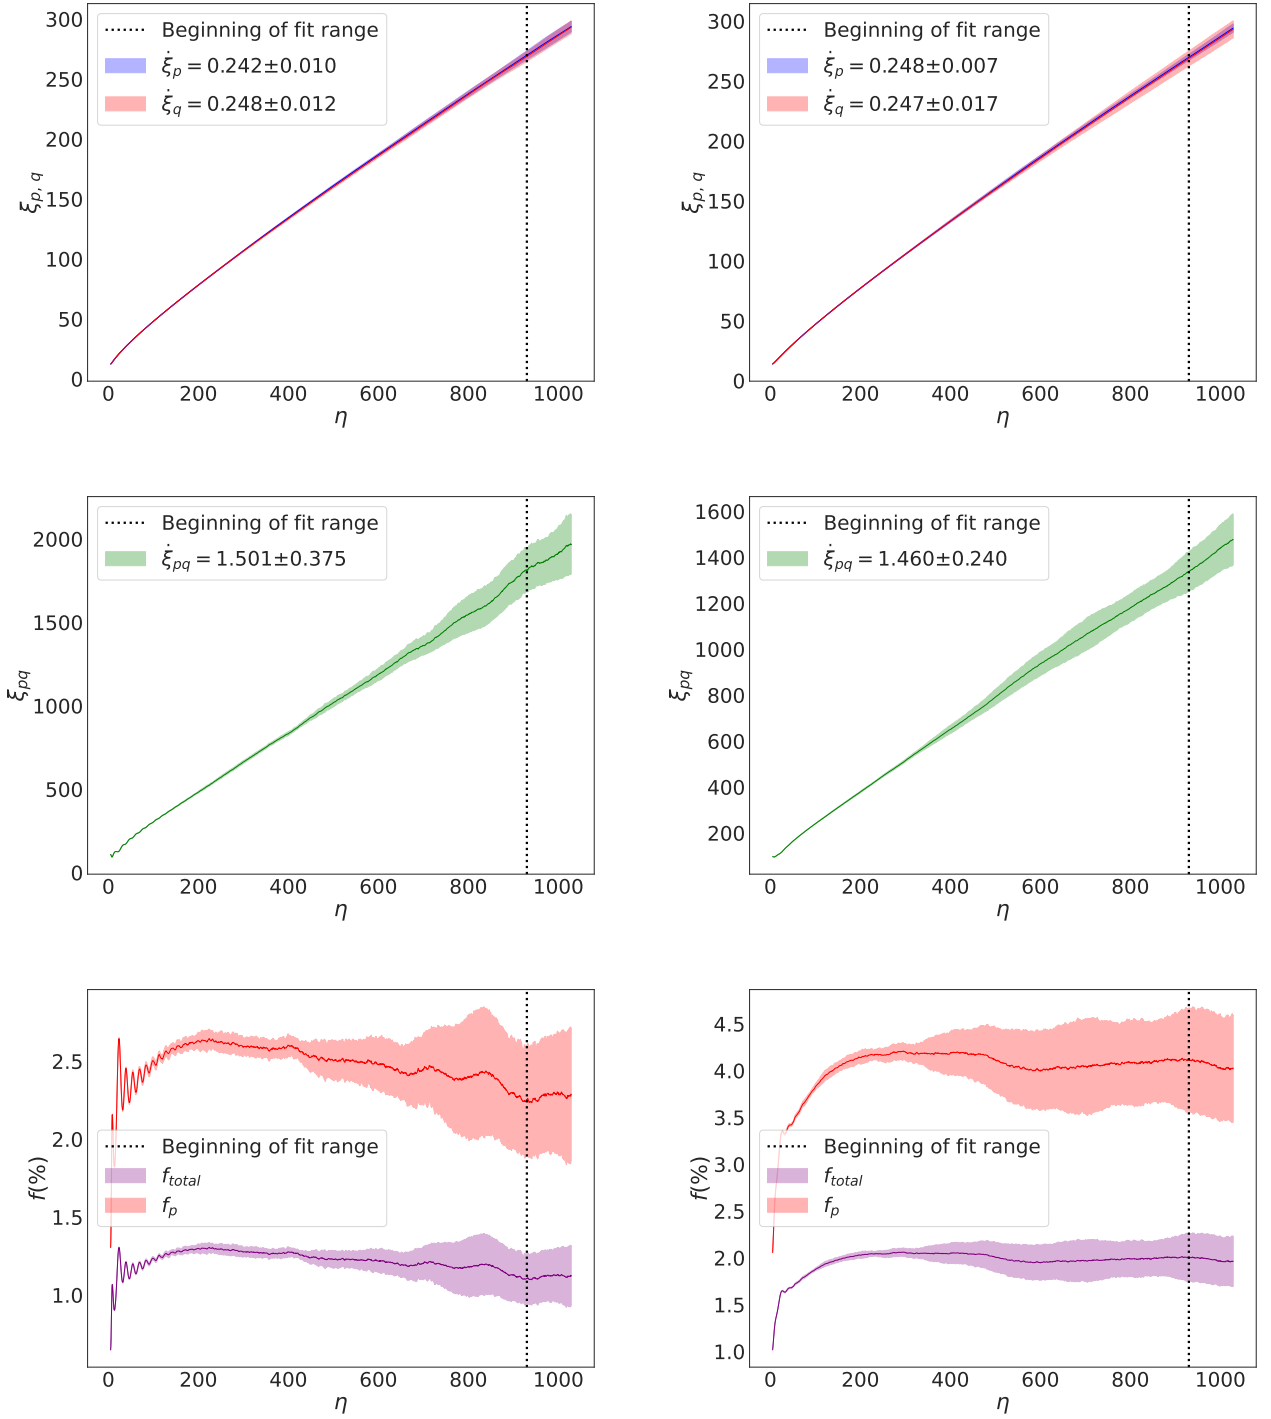 Beginning of fit range
ξ̇p = 0.242±0.010
ξ̇q = 0.248±0.012
300
250
200
150
100
50
0
ξp, q
0 200 400 600 800 1000
η
Beginning of fit range
ξ̇p = 0.248±0.007
ξ̇q = 0.247±0.017
300
250
200
150
100
50
0
ξp, q
0 200 400 600 800 1000
η
Beginning of fit range
ξ̇pq = 1.501±0.375
2000
1500
1000
500
0
ξpq
0 200 400 600 800 1000
η
Beginning of fit range
ξ̇pq = 1.460±0.240
1600
1400
1200
1000
800
600
400
200
ξpq
0 200 400 600 800 1000
η
2.5
2.0
1.5
1.0
f(%)
Beginning of fit range
ftotal
fp
0 200 400 600 800 1000
η
4.5
4.0
3.5
3.0
2.5
2.0
1.5
1.0
f(%)
Beginning of fit range
ftotal
fp
0 200 400 600 800 1000
η